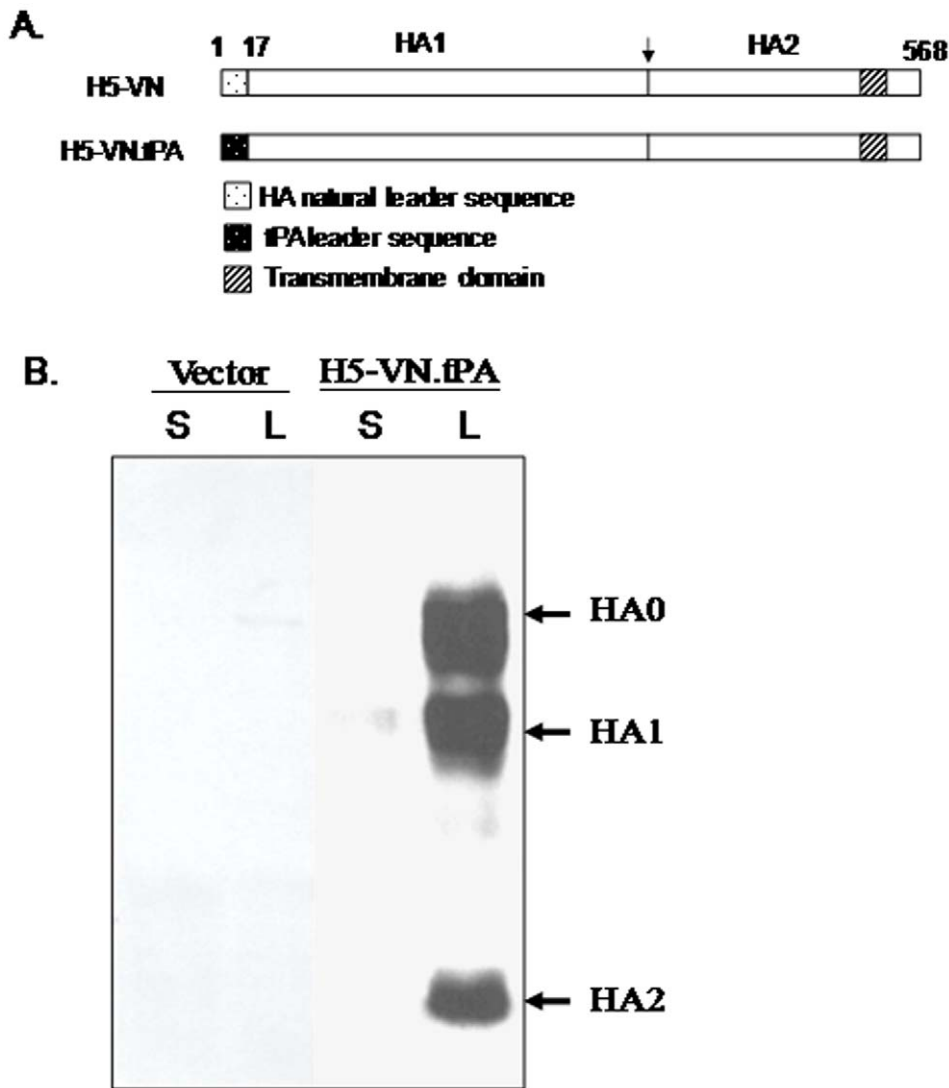 A.
1 17 HA1 HA2 568
H5-VN
H5-VN.tPA
HA natural leader sequence
tPA leader sequence
Transmembrane domain
B.
Vector H5-VN.tPA
S L S L
HA0
HA1
HA2